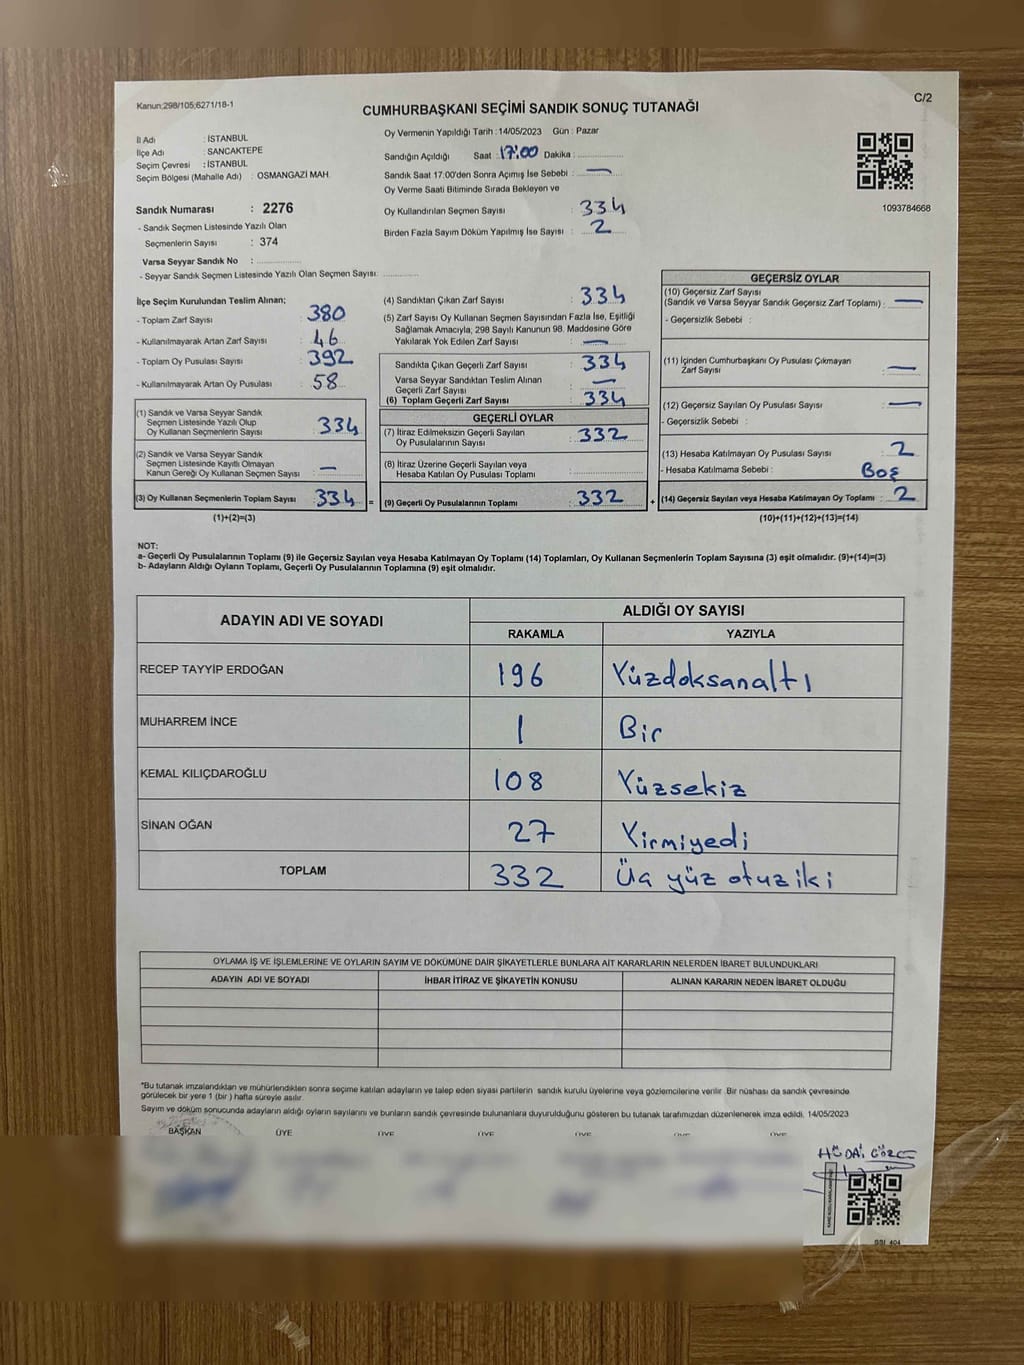 Kanun:298/105;6271/18-1
C/2
CUMHURBAŞKANI SEÇİMİ SANDIK SONUÇ TUTANAĞI
İl Adı : İSTANBUL
İlçe Adı : SANCAKTEPE
Seçim Çevresi : İSTANBUL
Seçim Bölgesi (Mahalle Adı) : OSMANGAZİ MAH.
Sandık Numarası : 2276
- Sandık Seçmen Listesinde Yazılı Olan
Seçmenlerin Sayısı : 374
Varsa Seyyar Sandık No : ..............
- Seyyar Sandık Seçmen Listesinde Yazılı Olan Seçmen Sayısı: ............
Oy Vermenin Yapıldığı Tarih : 14/05/2023 Gün : Pazar
Sandığın Açıldığı Saat : 17:00 Dakika : ..............
Sandık Saat 17:00'den Sonra Açımış İse Sebebi : —
Oy Verme Saati Bitiminde Sırada Bekleyen ve
Oy Kullandırılan Seçmen Sayısı : 334
Birden Fazla Sayım Döküm Yapılmış İse Sayısı : 2
1093784668
İlçe Seçim Kurulundan Teslim Alınan;
- Toplam Zarf Sayısı : 380
- Kullanılmayarak Artan Zarf Sayısı : 46
- Toplam Oy Pusulası Sayısı : 392
- Kullanılmayarak Artan Oy Pusulası : 58
(1) Sandık ve Varsa Seyyar Sandık
Seçmen Listesinde Yazılı Olup
Oy Kullanan Seçmenlerin Sayısı : 334
(2) Sandık ve Varsa Seyyar Sandık
Seçmen Listesinde Kayıtlı Olmayan
Kanun Gereği Oy Kullanan Seçmen Sayısı : —
(3) Oy Kullanan Seçmenlerin Toplam Sayısı : 334 =
(1)+(2)=(3)
(4) Sandıktan Çıkan Zarf Sayısı : 334
(5) Zarf Sayısı Oy Kullanan Seçmen Sayısından Fazla İse, Eşitliği
Sağlamak Amacıyla, 298 Sayılı Kanunun 98. Maddesine Göre
Yakılarak Yok Edilen Zarf Sayısı : —
Sandıkta Çıkan Geçerli Zarf Sayısı : 334
Varsa Seyyar Sandıktan Teslim Alınan
Geçerli Zarf Sayısı : —
(6) Toplam Geçerli Zarf Sayısı : 334
GEÇERLİ OYLAR
(7) İtiraz Edilmeksizin Geçerli Sayılan
Oy Pusulalarının Sayısı : 332
(8) İtiraz Üzerine Geçerli Sayılan veya
Hesaba Katılan Oy Pusulası Toplamı : ..............
(9) Geçerli Oy Pusulalarının Toplamı : 332 +
GEÇERSİZ OYLAR
(10) Geçersiz Zarf Sayısı
(Sandık ve Varsa Seyyar Sandık Geçersiz Zarf Toplamı) : —
- Geçersizlik Sebebi :
(11) İçinden Cumhurbaşkanı Oy Pusulası Çıkmayan
Zarf Sayısı : —
(12) Geçersiz Sayılan Oy Pusulası Sayısı : —
- Geçersizlik Sebebi :
(13) Hesaba Katılmayan Oy Pusulası Sayısı : 2
- Hesaba Katılmama Sebebi : Boş
(14) Geçersiz Sayılan veya Hesaba Katılmayan Oy Toplamı : 2
(10)+(11)+(12)+(13)=(14)
NOT:
a- Geçerli Oy Pusulalarının Toplamı (9) ile Geçersiz Sayılan veya Hesaba Katılmayan Oy Toplamı (14) Toplamları, Oy Kullanan Seçmenlerin Toplam Sayısına (3) eşit olmalıdır. (9)+(14)=(3)
b- Adayların Aldığı Oyların Toplamı, Geçerli Oy Pusulalarının Toplamına (9) eşit olmalıdır.
ADAYIN ADI VE SOYADI ALDIĞI OY SAYISI
RAKAMLA YAZIYLA
RECEP TAYYİP ERDOĞAN 196 Yüzdoksanaltı
MUHARREM İNCE 1 Bir
KEMAL KILIÇDAROĞLU 108 Yüzsekiz
SİNAN OĞAN 27 Yirmiyedi
TOPLAM 332 Üç yüz otuz iki
OYLAMA İŞ VE İŞLEMLERİNE VE OYLARIN SAYIM VE DÖKÜMÜNE DAİR ŞİKAYETLERLE BUNLARA AİT KARARLARIN NELERDEN İBARET BULUNDUKLARI
ADAYIN ADI VE SOYADI İHBAR İTİRAZ VE ŞİKAYETİN KONUSU ALINAN KARARIN NEDEN İBARET OLDUĞU
*Bu tutanak imzalandıktan ve mühürlendikten sonra seçime katılan adayların ve talep eden siyasi partilerin sandık kurulu üyelerine veya gözlemcilerine verilir. Bir nüshası da sandık çevresinde
görülecek bir yere 1 (bir) hafta süreyle asılır.
Sayım ve döküm sonucunda adayların aldığı oyların sayılarını ve bunların sandık çevresinde bulunanlara duyurulduğunu gösteren bu tutanak tarafımızdan düzenlenerek imza edildi. 14/05/2023
BAŞKAN ÜYE ÜYE ÜYE ÜYE ÜYE ÜYE